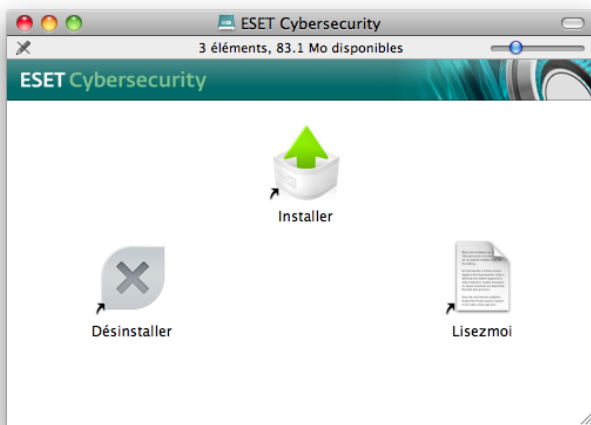 ESET Cybersecurity
3 éléments, 83.1 Mo disponibles
ESET Cybersecurity
Installer
Désinstaller
Lisezmoi